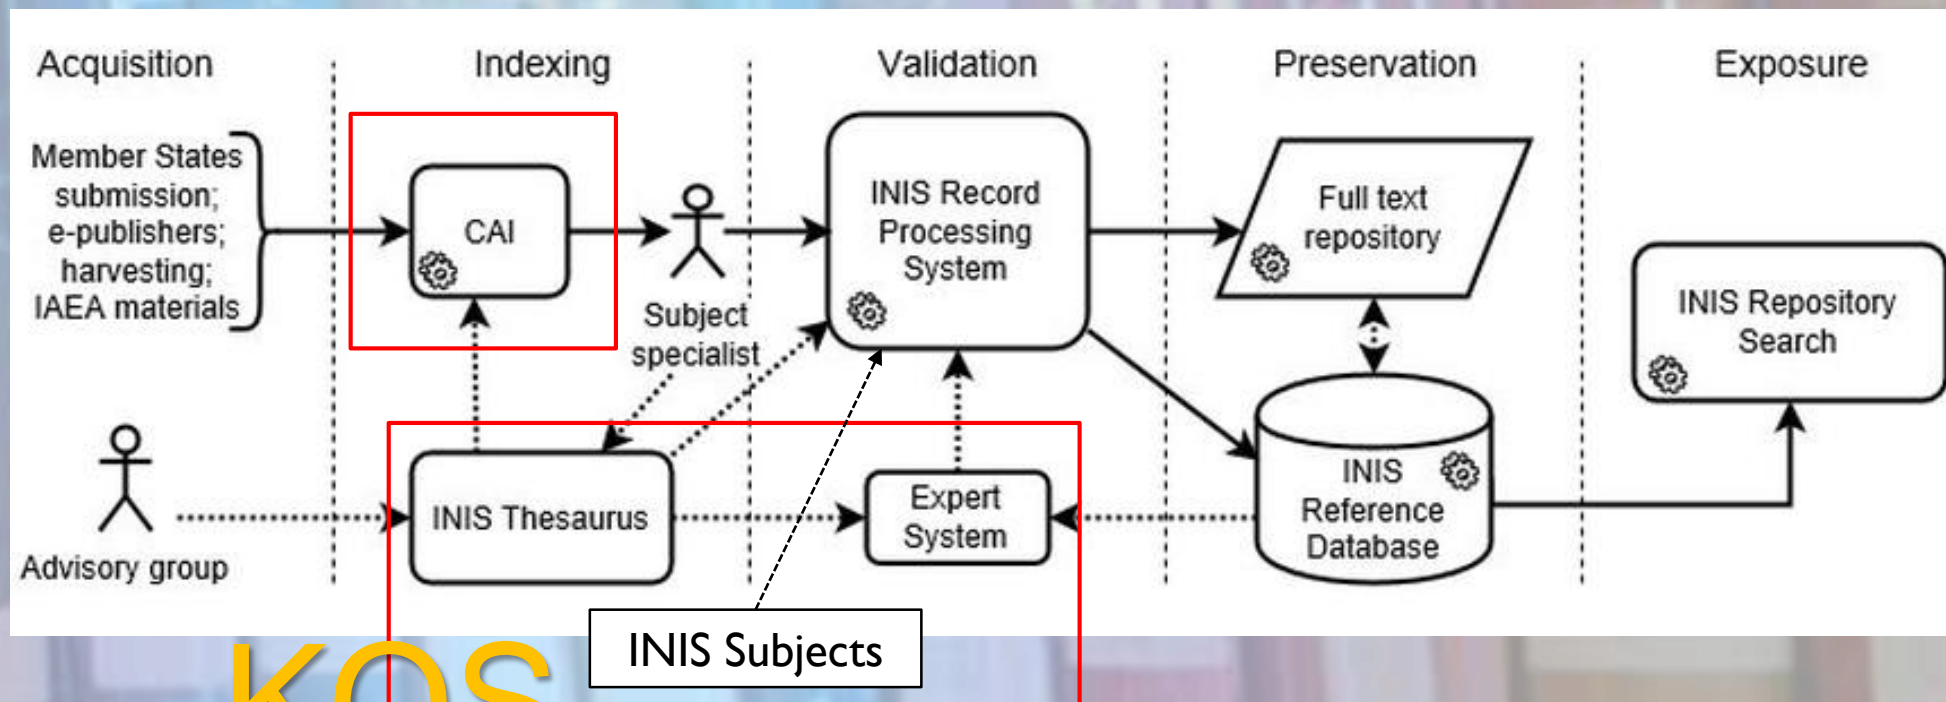 Acquisition
Indexing
Validation
Preservation
Exposure
Member States
submission;
e-publishers;
harvesting;
IAEA materials
CAI
Subject
specialist
INIS Record
Processing
System
Full text
repository
INIS Repository
Search
Advisory group
INIS Thesaurus
Expert
System
INIS
Reference
Database
INIS Subjects
KOS